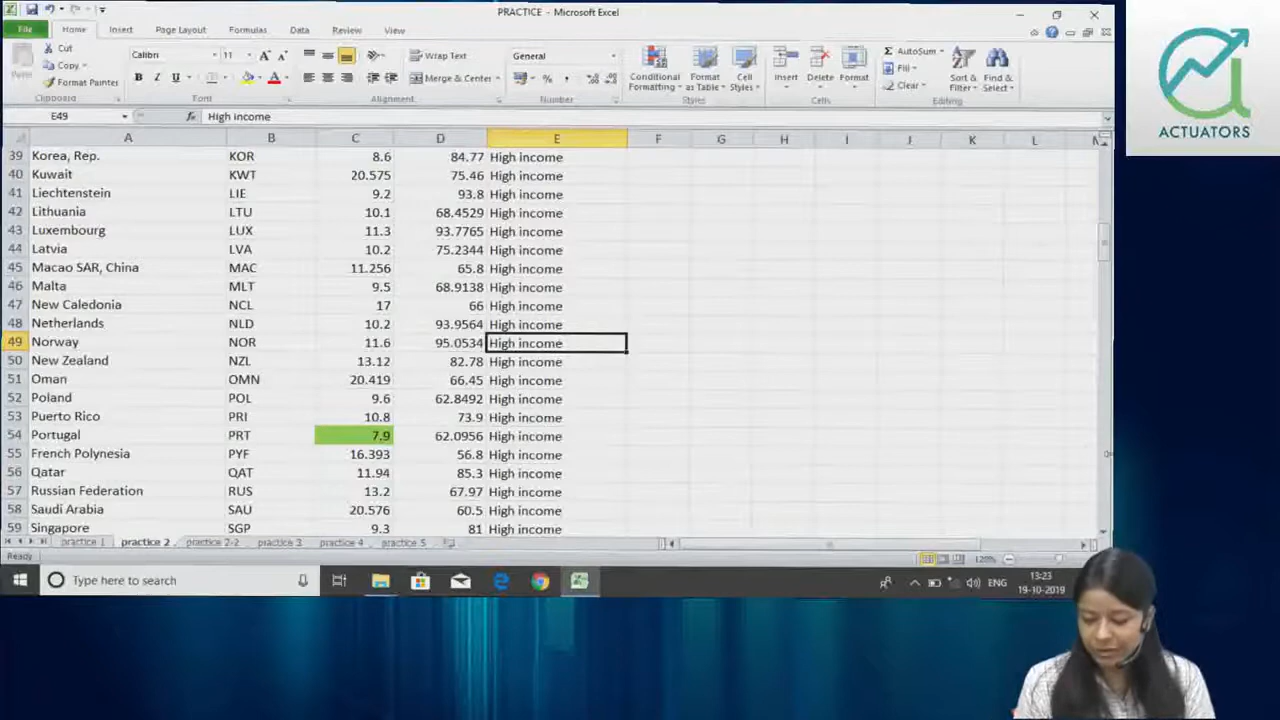 PRACTICE - Microsoft Excel
File Home Insert Page Layout Formulas Data Review View
Cut
Copy
Format Painter
Paste
Clipboard
Calibri 11
B I U
Font
Wrap Text
Merge & Center
Alignment
General
Number
Conditional Formatting
Format as Table
Cell Styles
Styles
Insert Delete Format
Cells
AutoSum
Fill
Clear
Sort & Filter
Find & Select
Editing
ACTUATORS
E49 fx High income
A B C D E F G H I J K L
39 Korea, Rep. KOR 8.6 84.77 High income
40 Kuwait KWT 20.575 75.46 High income
41 Liechtenstein LIE 9.2 93.8 High income
42 Lithuania LTU 10.1 68.4529 High income
43 Luxembourg LUX 11.3 93.7765 High income
44 Latvia LVA 10.2 75.2344 High income
45 Macao SAR, China MAC 11.256 65.8 High income
46 Malta MLT 9.5 68.9138 High income
47 New Caledonia NCL 17 66 High income
48 Netherlands NLD 10.2 93.9564 High income
49 Norway NOR 11.6 95.0534 High income
50 New Zealand NZL 13.12 82.78 High income
51 Oman OMN 20.419 66.45 High income
52 Poland POL 9.6 62.8492 High income
53 Puerto Rico PRI 10.8 73.9 High income
54 Portugal PRT 7.9 62.0956 High income
55 French Polynesia PYF 16.393 56.8 High income
56 Qatar QAT 11.94 85.3 High income
57 Russian Federation RUS 13.2 67.97 High income
58 Saudi Arabia SAU 20.576 60.5 High income
59 Singapore SGP 9.3 81 High income
practice 1 practice 2 practice 2-2 practice 3 practice 4 practice 5
Ready 120%
Type here to search
ENG
13:23
19-10-2019